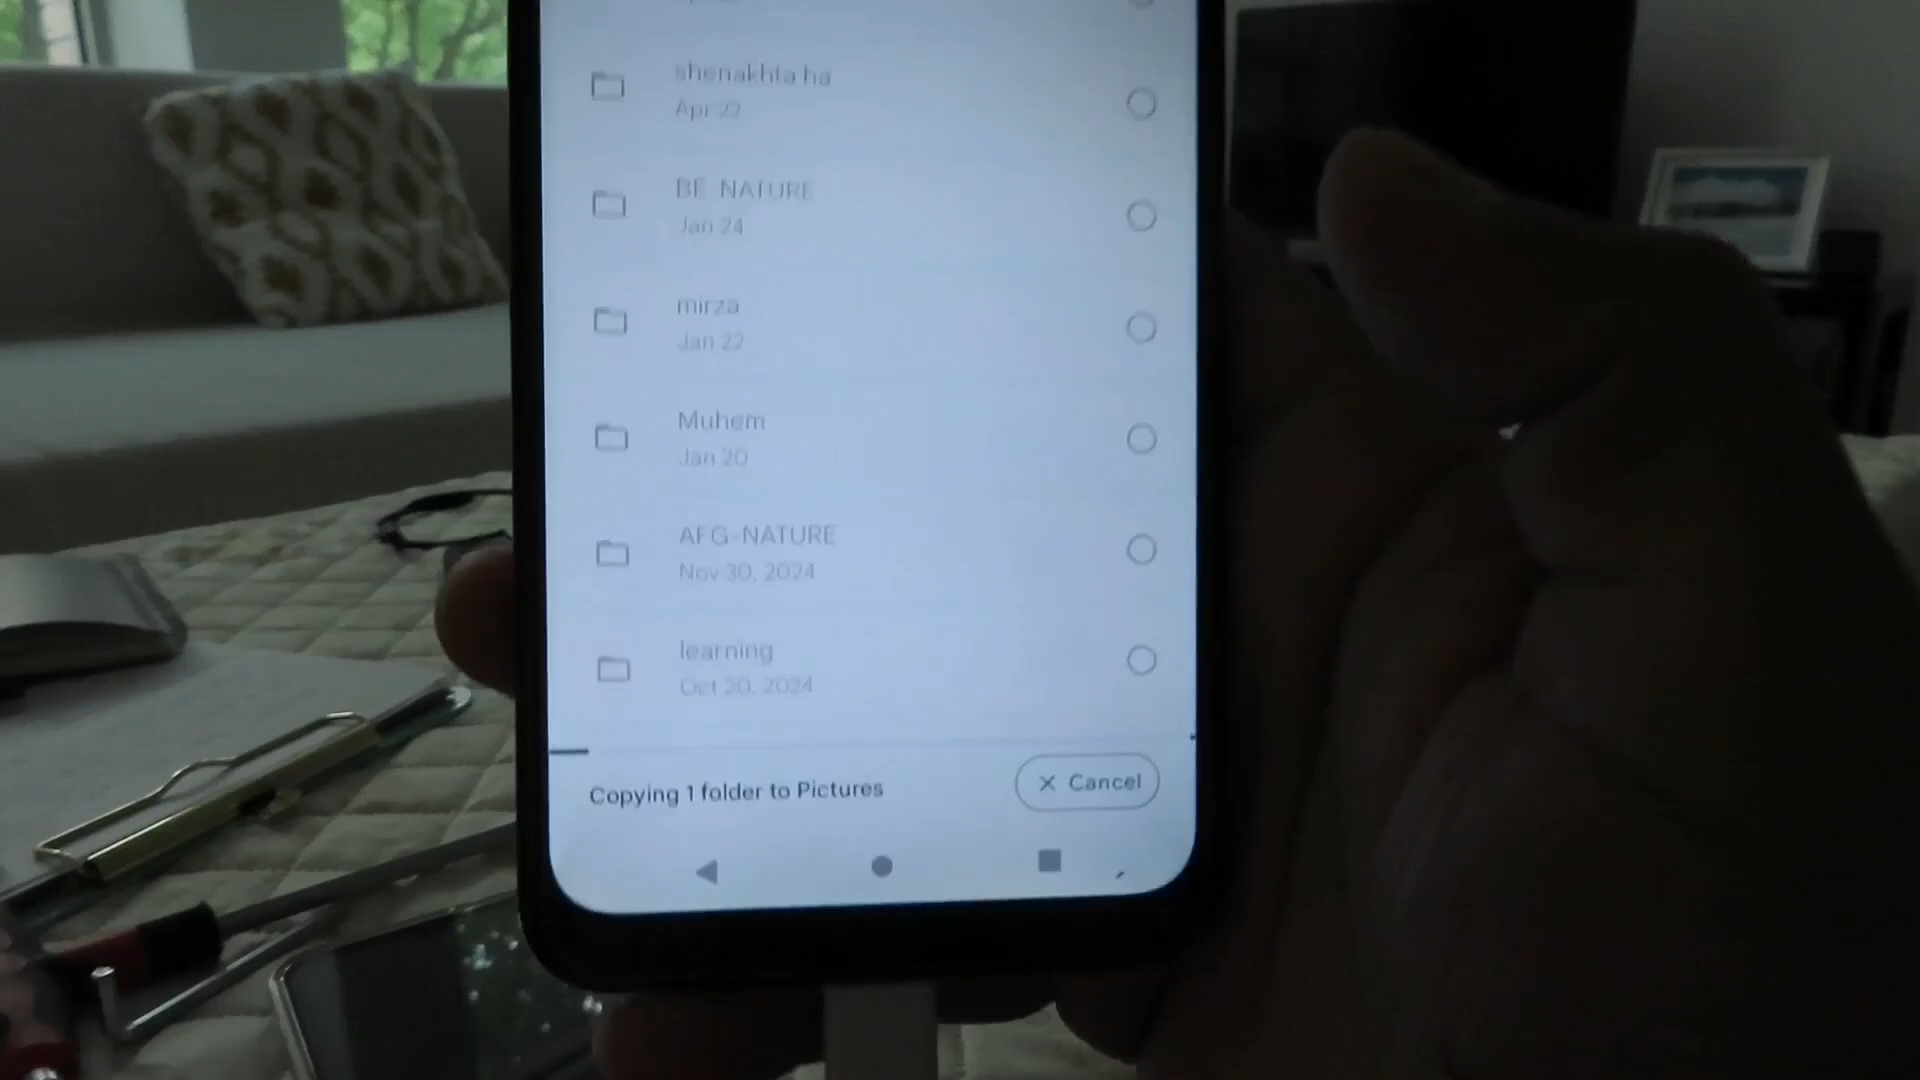 shenakhta ha
Apr 22
BE NATURE
Jan 24
mirza
Jan 22
Muhem
Jan 20
AFG-NATURE
Nov 30, 2024
learning
Oct 20, 2024
Copying 1 folder to Pictures
Cancel